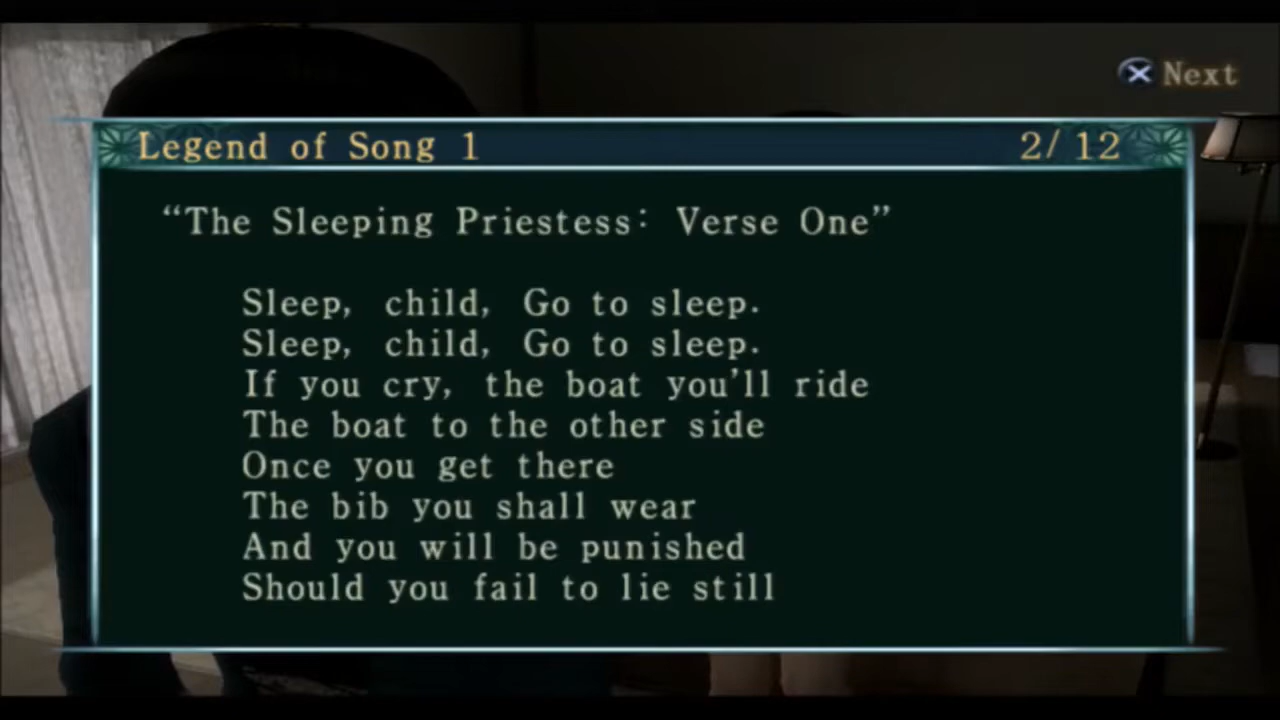 Next
Legend of Song 1 2/12
“The Sleeping Priestess: Verse One”
Sleep, child, Go to sleep.
Sleep, child, Go to sleep.
If you cry, the boat you'll ride
The boat to the other side
Once you get there
The bib you shall wear
And you will be punished
Should you fail to lie still